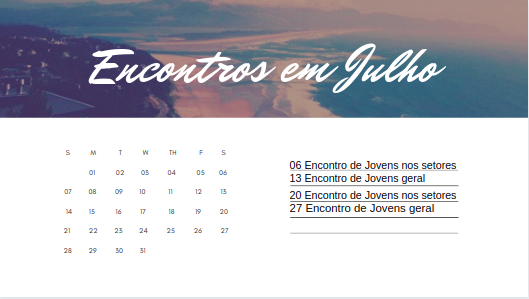 Encontros em Julho
S M T W TH F S
01 02 03 04 05 06
07 08 09 10 11 12 13
14 15 16 17 18 19 20
21 22 23 24 25 26 27
28 29 30 31
06 Encontro de Jovens nos setores
13 Encontro de Jovens geral
20 Encontro de Jovens nos setores
27 Encontro de Jovens geral